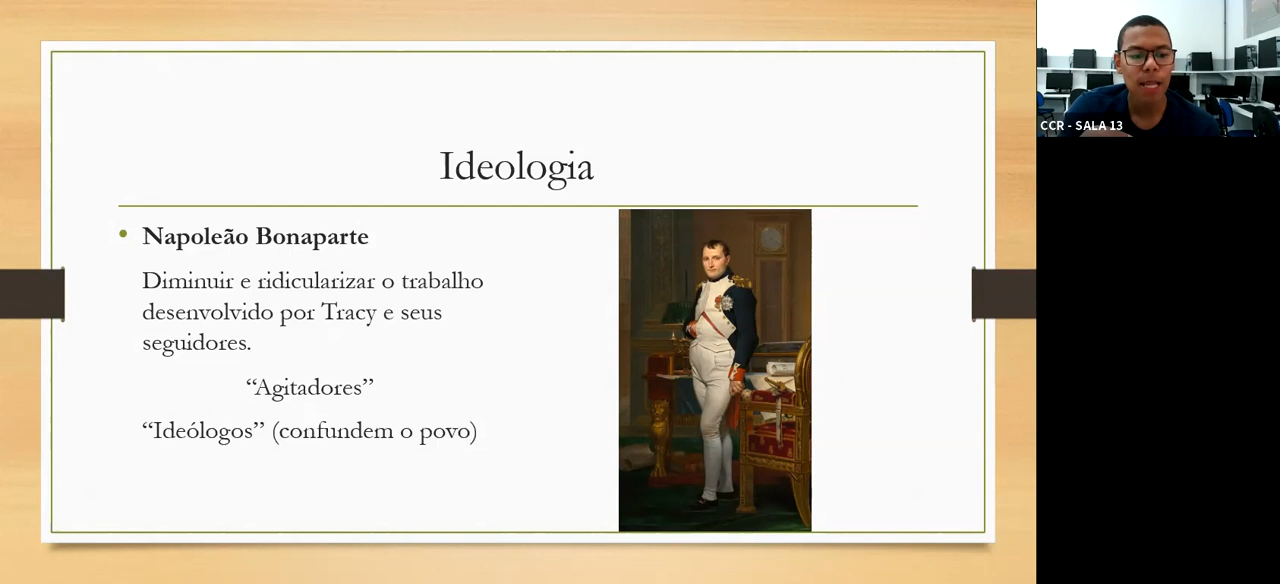 Ideologia
• Napoleão Bonaparte
Diminuir e ridicularizar o trabalho
desenvolvido por Tracy e seus
seguidores.
“Agitadores”
“Ideólogos” (confundem o povo)
CCR - SALA 13